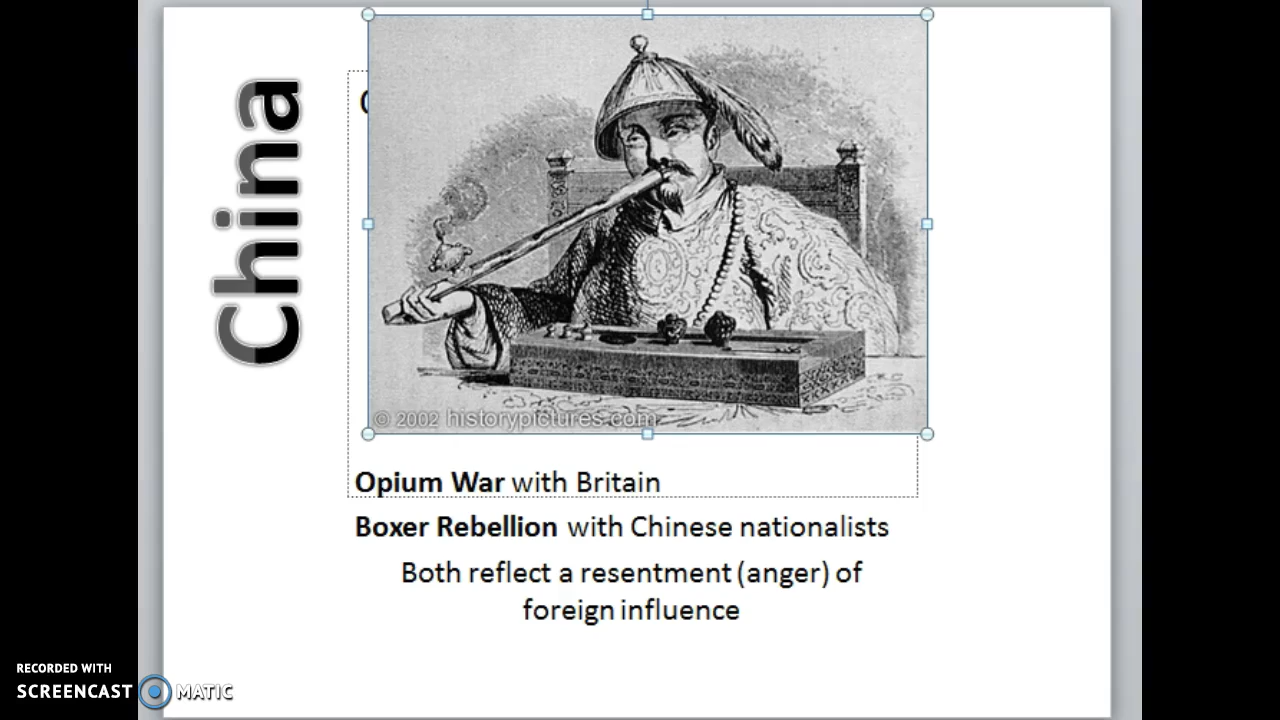 China
© 2002 historypictures.com
Opium War with Britain
Boxer Rebellion with Chinese nationalists
Both reflect a resentment (anger) of
foreign influence
RECORDED WITH
SCREENCAST MATIC